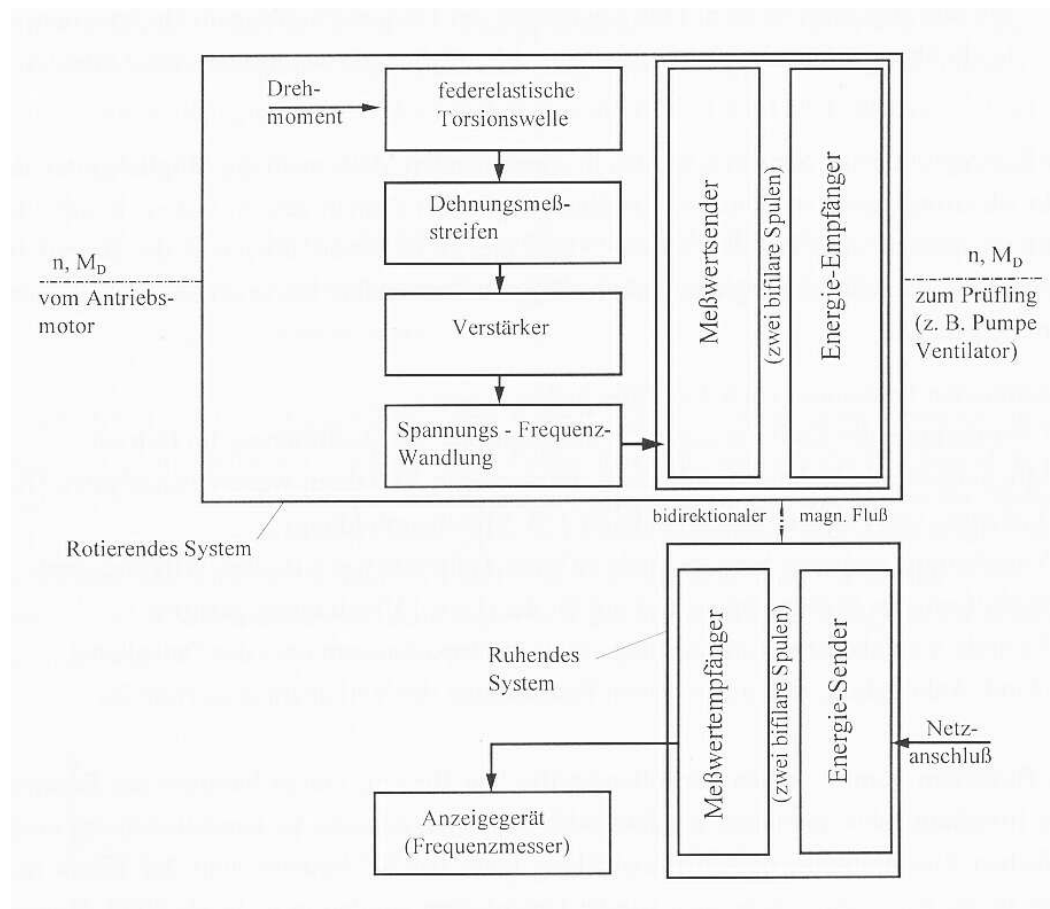 Dreh-
moment
federelastische
Torsionswelle
Dehnungsmeß-
streifen
Verstärker
Spannungs - Frequenz-
Wandlung
Meßwertsender
(zwei bifilare Spulen)
Energie-Empfänger
n, M_D
vom Antriebs-
motor
n, M_D
zum Prüfling
(z. B. Pumpe
Ventilator)
bidirektionaler magn. Fluß
Rotierendes System
Ruhendes
System
Meßwertempfänger
(zwei bifilare Spulen)
Energie-Sender
Netz-
anschluß
Anzeigegerät
(Frequenzmesser)